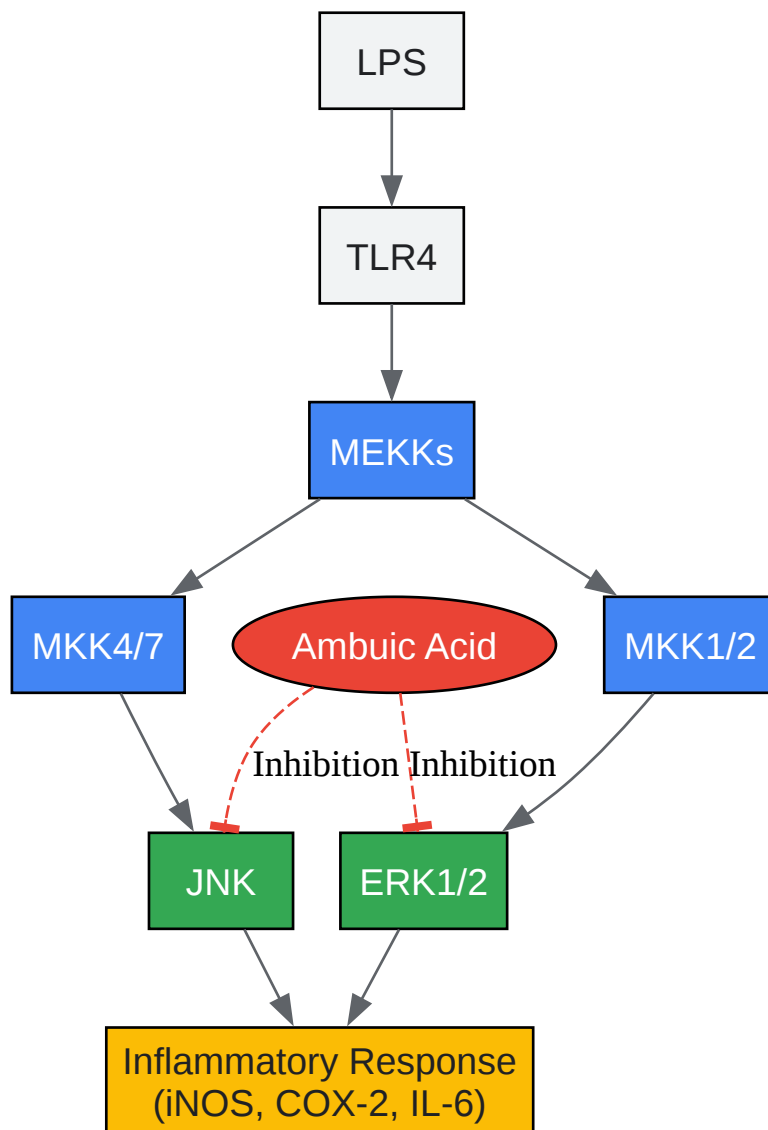 LPS
TLR4
MEKKs
MKK4/7
Ambuic Acid
MKK1/2
Inhibition
Inhibition
JNK
ERK1/2
Inflammatory Response
(iNOS, COX-2, IL-6)